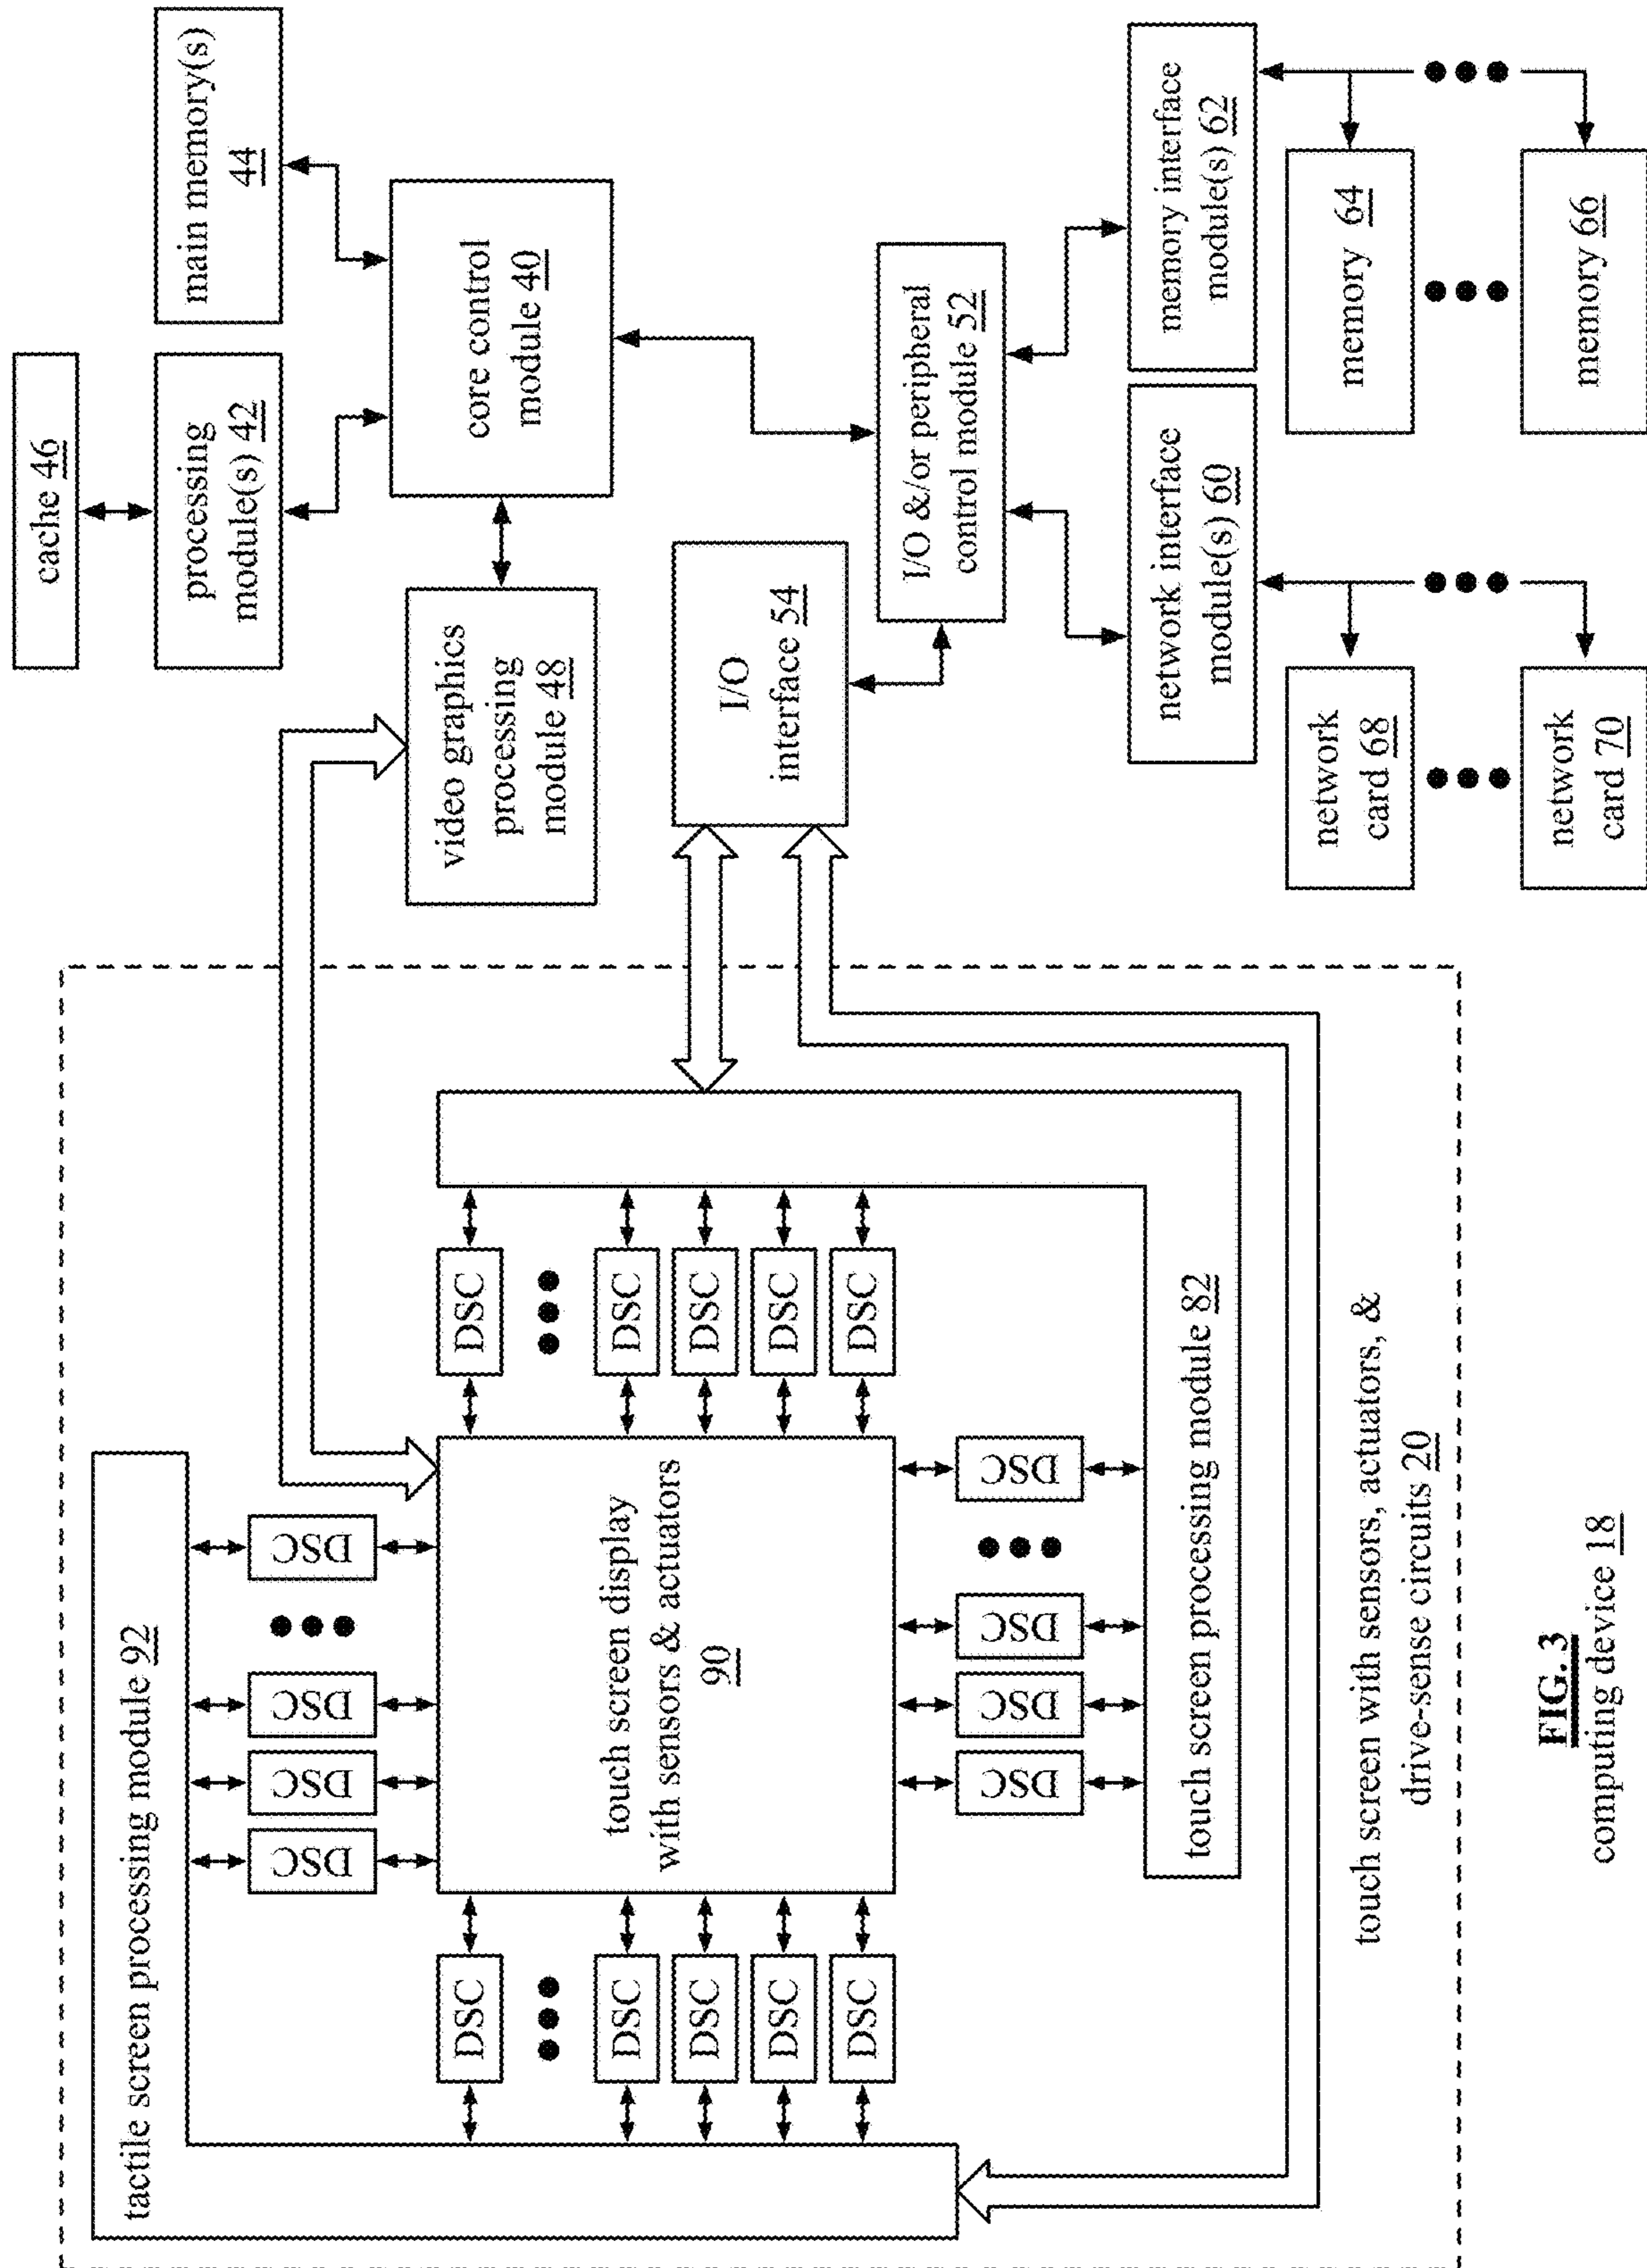 cache 46
processing
module(s) 42
main memory(s)
44
core control
module 40
video graphics
processing
module 48
I/O
interface 54
I/O &/or peripheral
control module 52
network interface
module(s) 60
memory interface
module(s) 62
network
card 68
network
card 70
memory 64
memory 66
tactile screen processing module 92
DSC
DSC
DSC
DSC
DSC
DSC
DSC
DSC
DSC
touch screen display
with sensors & actuators
90
DSC
DSC
DSC
DSC
DSC
DSC
DSC
DSC
DSC
touch screen processing module 82
touch screen with sensors, actuators, &
drive-sense circuits 20
FIG. 3
computing device 18